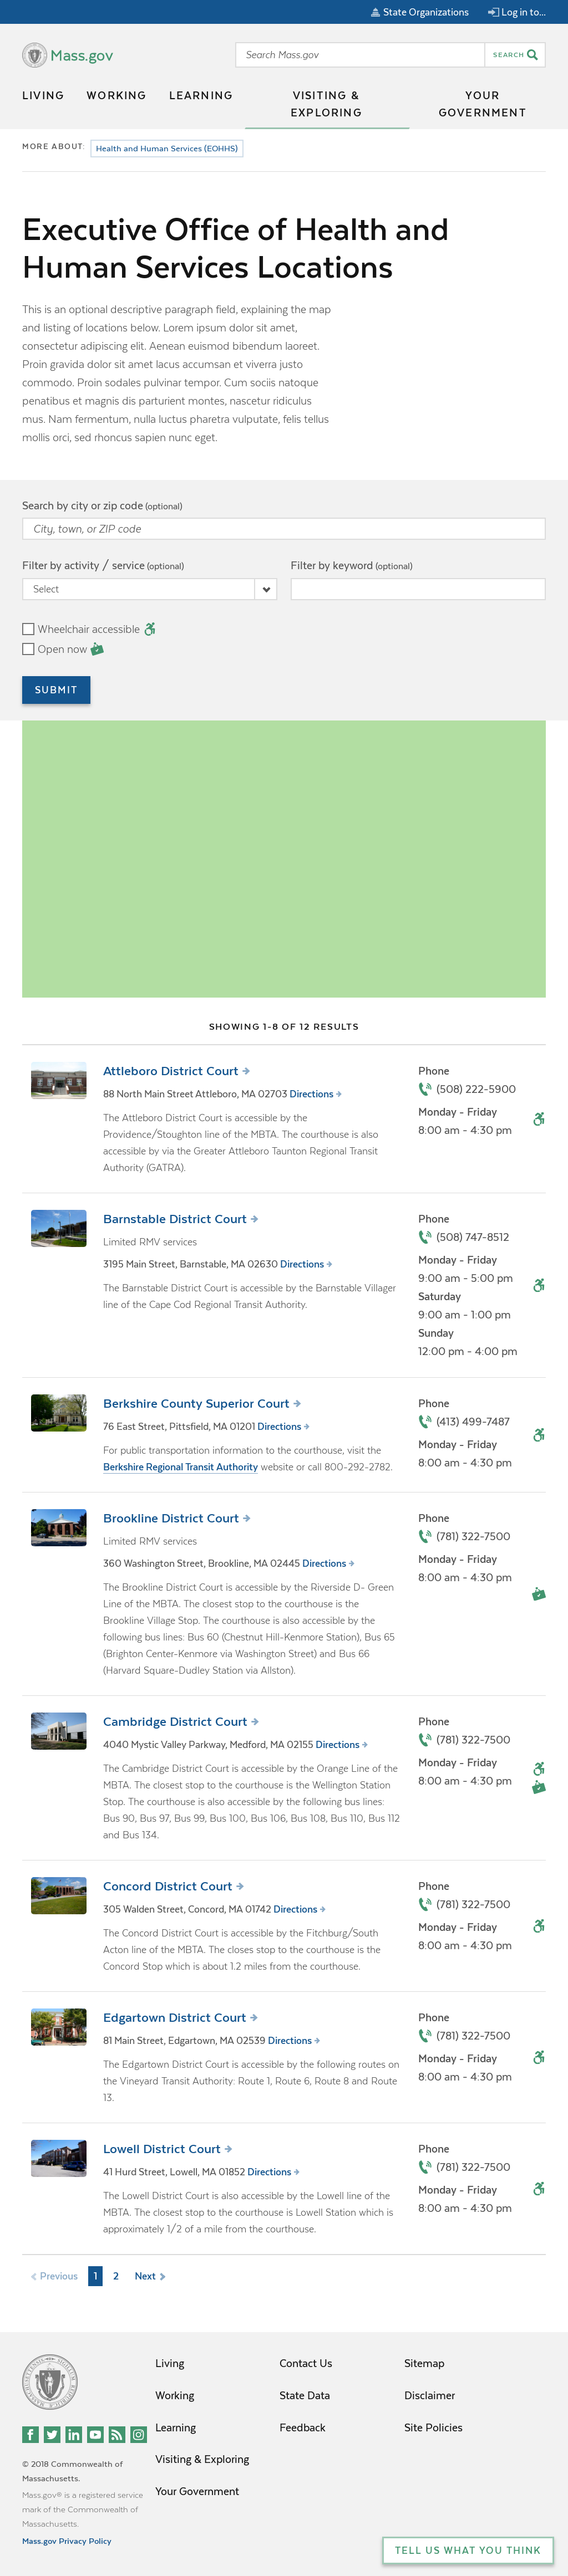 State Organizations
Log in to...
Mass.gov
Search Mass.gov
SEARCH
LIVING
WORKING
LEARNING
VISITING &
EXPLORING
YOUR
GOVERNMENT
MORE ABOUT:
Health and Human Services (EOHHS)
Executive Office of Health and
Human Services Locations
This is an optional descriptive paragraph field, explaining the map
and listing of locations below. Lorem ipsum dolor sit amet,
consectetur adipiscing elit. Aenean euismod bibendum laoreet.
Proin gravida dolor sit amet lacus accumsan et viverra justo
commodo. Proin sodales pulvinar tempor. Cum sociis natoque
penatibus et magnis dis parturient montes, nascetur ridiculus
mus. Nam fermentum, nulla luctus pharetra vulputate, felis tellus
mollis orci, sed rhoncus sapien nunc eget.
Search by city or zip code (optional)
City, town, or ZIP code
Filter by activity / service (optional)
Select
Filter by keyword (optional)
Wheelchair accessible
Open now
SUBMIT
SHOWING 1-8 OF 12 RESULTS
Attleboro District Court
88 North Main Street Attleboro, MA 02703 Directions
The Attleboro District Court is accessible by the
Providence/Stoughton line of the MBTA. The courthouse is also
accessible by via the Greater Attleboro Taunton Regional Transit
Authority (GATRA).
Phone
(508) 222-5900
Monday - Friday
8:00 am - 4:30 pm
Barnstable District Court
Limited RMV services
3195 Main Street, Barnstable, MA 02630 Directions
The Barnstable District Court is accessible by the Barnstable Villager
line of the Cape Cod Regional Transit Authority.
Phone
(508) 747-8512
Monday - Friday
9:00 am - 5:00 pm
Saturday
9:00 am - 1:00 pm
Sunday
12:00 pm - 4:00 pm
Berkshire County Superior Court
76 East Street, Pittsfield, MA 01201 Directions
For public transportation information to the courthouse, visit the
Berkshire Regional Transit Authority website or call 800-292-2782.
Phone
(413) 499-7487
Monday - Friday
8:00 am - 4:30 pm
Brookline District Court
Limited RMV services
360 Washington Street, Brookline, MA 02445 Directions
The Brookline District Court is accessible by the Riverside D- Green
Line of the MBTA. The closest stop to the courthouse is the
Brookline Village Stop. The courthouse is also accessible by the
following bus lines: Bus 60 (Chestnut Hill-Kenmore Station), Bus 65
(Brighton Center-Kenmore via Washington Street) and Bus 66
(Harvard Square-Dudley Station via Allston).
Phone
(781) 322-7500
Monday - Friday
8:00 am - 4:30 pm
Cambridge District Court
4040 Mystic Valley Parkway, Medford, MA 02155 Directions
The Cambridge District Court is accessible by the Orange Line of the
MBTA. The closest stop to the courthouse is the Wellington Station
Stop. The courthouse is also accessible by the following bus lines:
Bus 90, Bus 97, Bus 99, Bus 100, Bus 106, Bus 108, Bus 110, Bus 112
and Bus 134.
Phone
(781) 322-7500
Monday - Friday
8:00 am - 4:30 pm
Concord District Court
305 Walden Street, Concord, MA 01742 Directions
The Concord District Court is accessible by the Fitchburg/South
Acton line of the MBTA. The closes stop to the courthouse is the
Concord Stop which is about 1.2 miles from the courthouse.
Phone
(781) 322-7500
Monday - Friday
8:00 am - 4:30 pm
Edgartown District Court
81 Main Street, Edgartown, MA 02539 Directions
The Edgartown District Court is accessible by the following routes on
the Vineyard Transit Authority: Route 1, Route 6, Route 8 and Route
13.
Phone
(781) 322-7500
Monday - Friday
8:00 am - 4:30 pm
Lowell District Court
41 Hurd Street, Lowell, MA 01852 Directions
The Lowell District Court is also accessible by the Lowell line of the
MBTA. The closest stop to the courthouse is Lowell Station which is
approximately 1/2 of a mile from the courthouse.
Phone
(781) 322-7500
Monday - Friday
8:00 am - 4:30 pm
Previous
1
2
Next
Living
Working
Learning
Visiting & Exploring
Your Government
Contact Us
State Data
Feedback
Sitemap
Disclaimer
Site Policies
© 2018 Commonwealth of
Massachusetts.
Mass.gov® is a registered service
mark of the Commonwealth of
Massachusetts.
Mass.gov Privacy Policy
TELL US WHAT YOU THINK